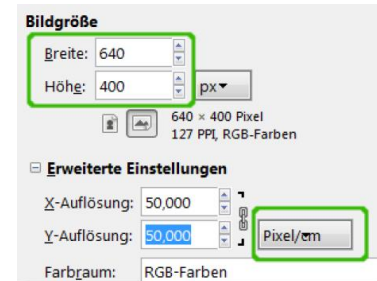 Bildgröße
Breite: 640
Höhe: 400 px
640 × 400 Pixel
127 PPI, RGB-Farben
Erweiterte Einstellungen
X-Auflösung: 50,000
Y-Auflösung: 50,000 Pixel/cm
Farbraum: RGB-Farben